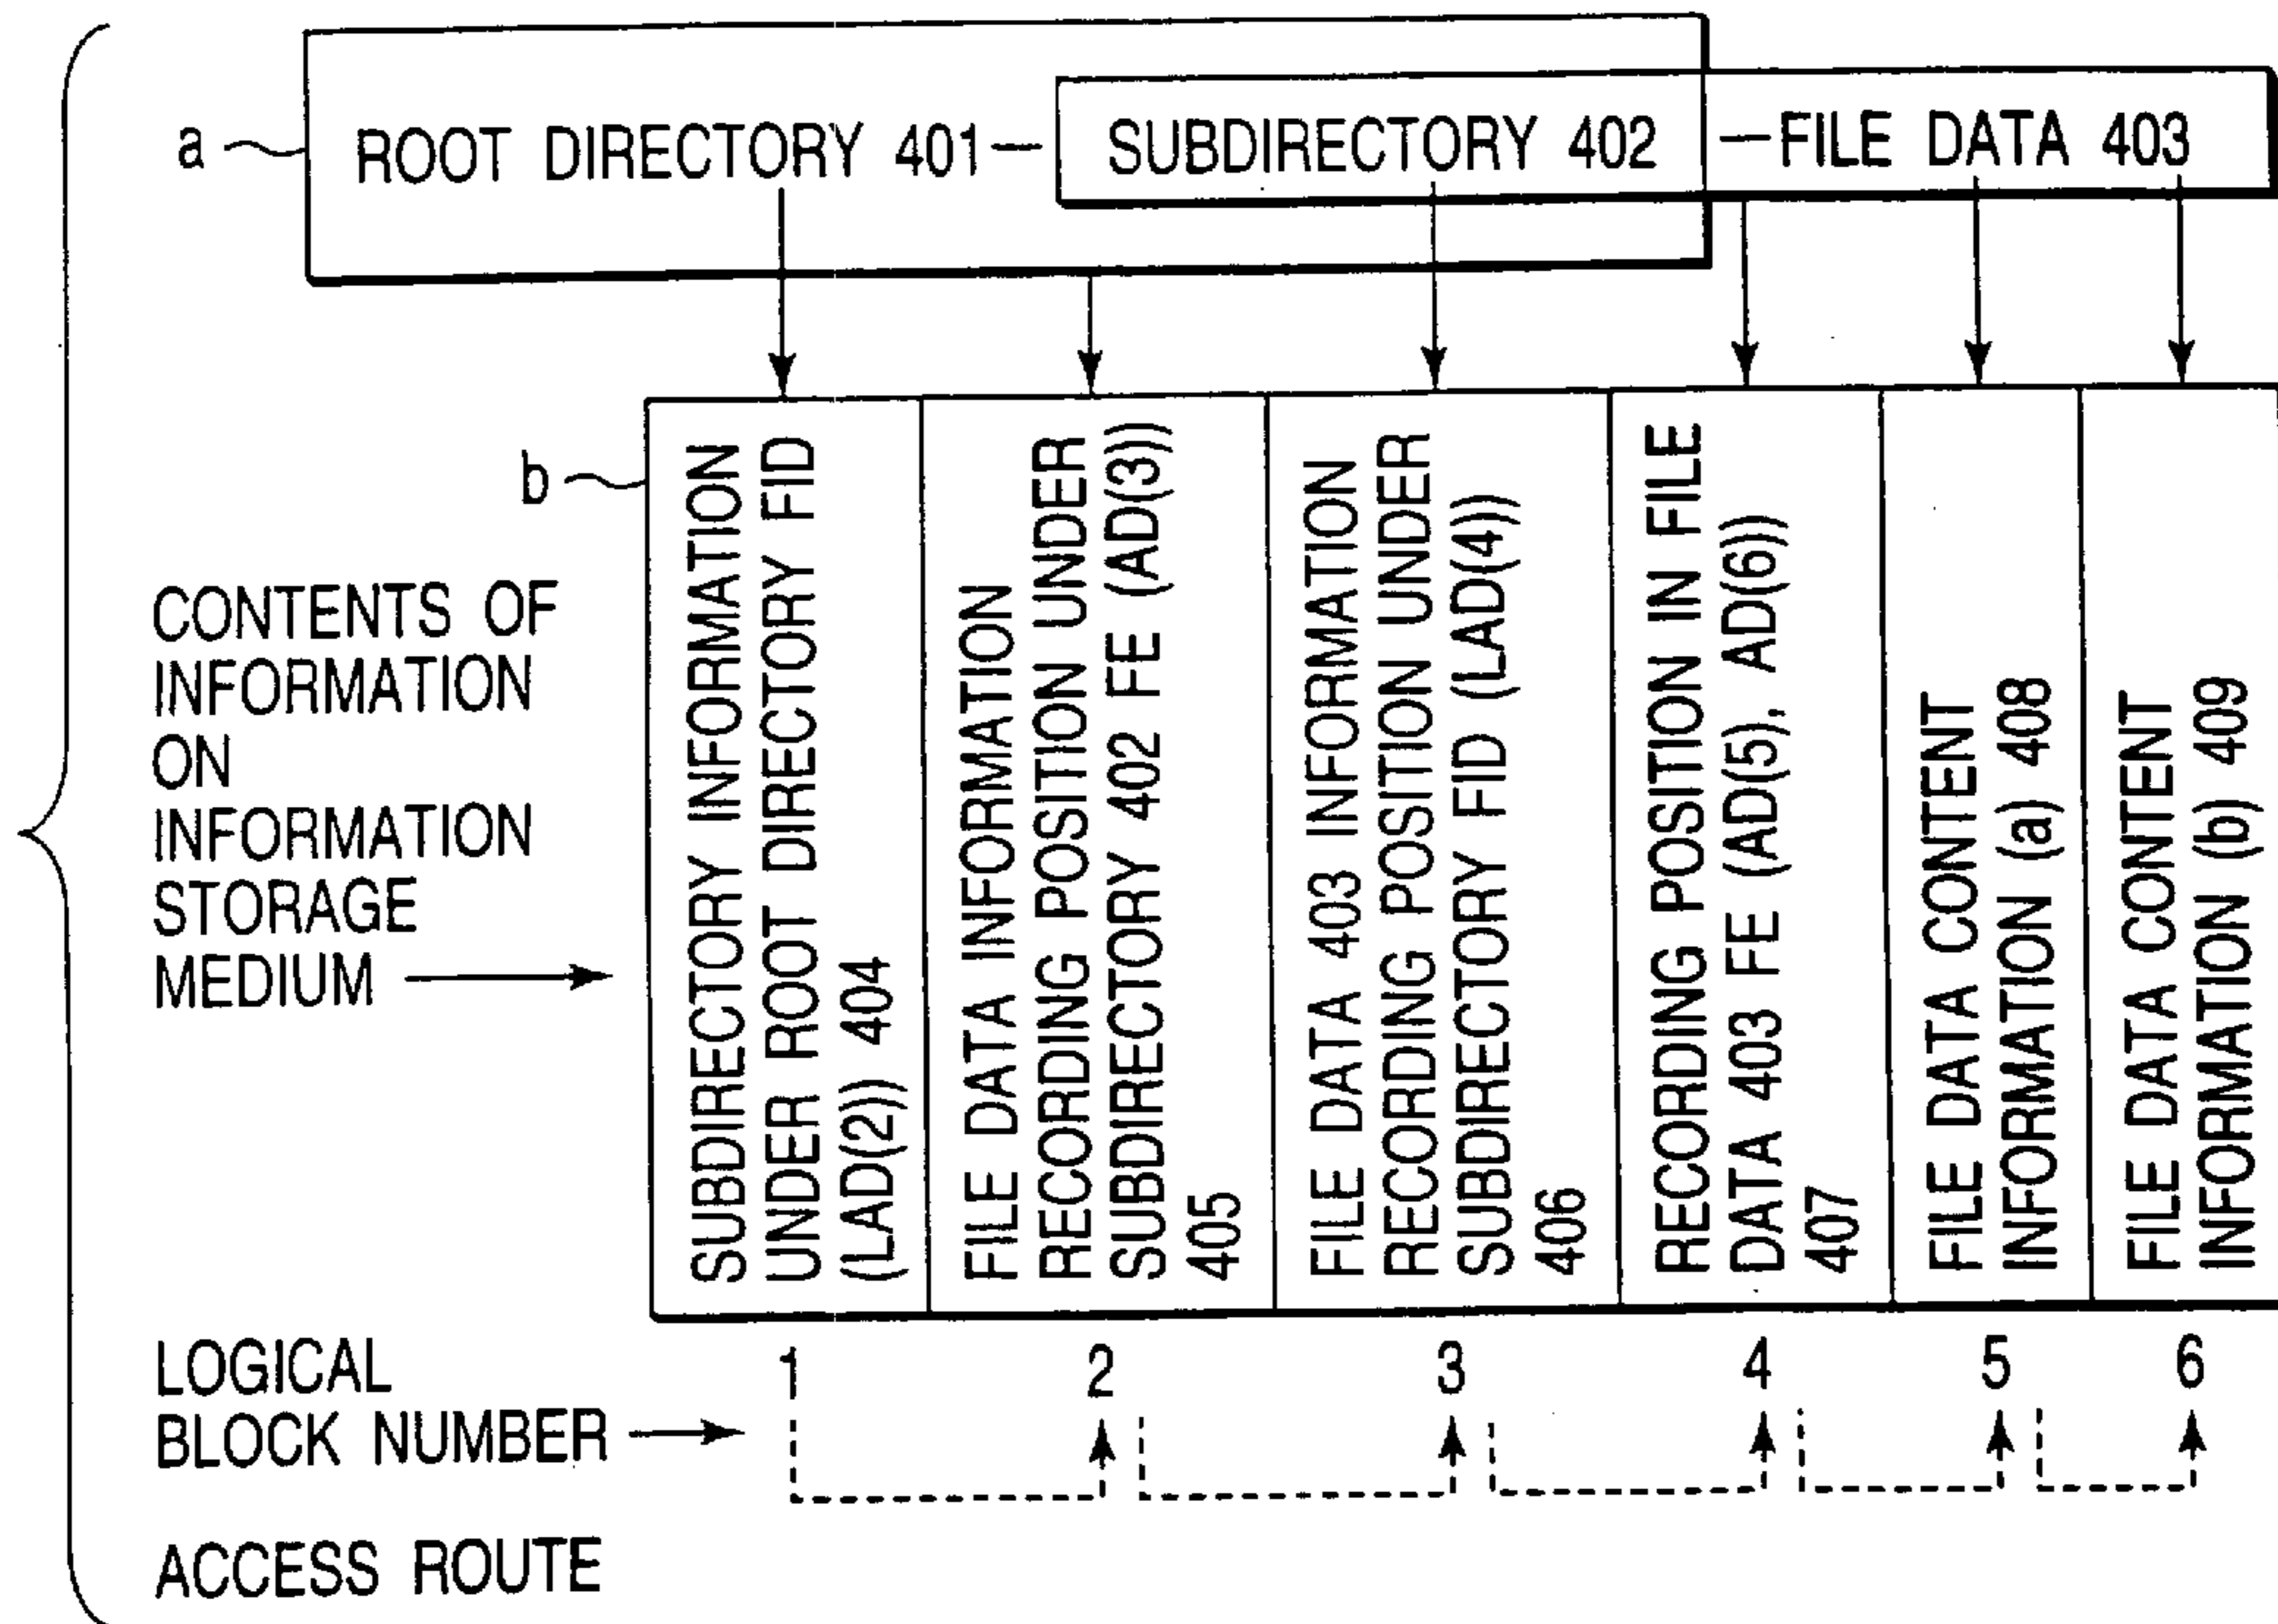 a
ROOT DIRECTORY 401
SUBDIRECTORY 402
FILE DATA 403
b
CONTENTS OF
INFORMATION
ON
INFORMATION
STORAGE
MEDIUM
SUBDIRECTORY INFORMATION
UNDER ROOT DIRECTORY FID
(LAD(2)) 404
FILE DATA INFORMATION
RECORDING POSITION UNDER
SUBDIRECTORY 402 FE (AD(3))
405
FILE DATA 403 INFORMATION
RECORDING POSITION UNDER
SUBDIRECTORY FID (LAD(4))
406
RECORDING POSITION IN FILE
DATA 403 FE (AD(5), AD(6))
407
FILE DATA CONTENT
INFORMATION (a) 408
FILE DATA CONTENT
INFORMATION (b) 409
LOGICAL
BLOCK NUMBER
1 2 3 4 5 6
ACCESS ROUTE